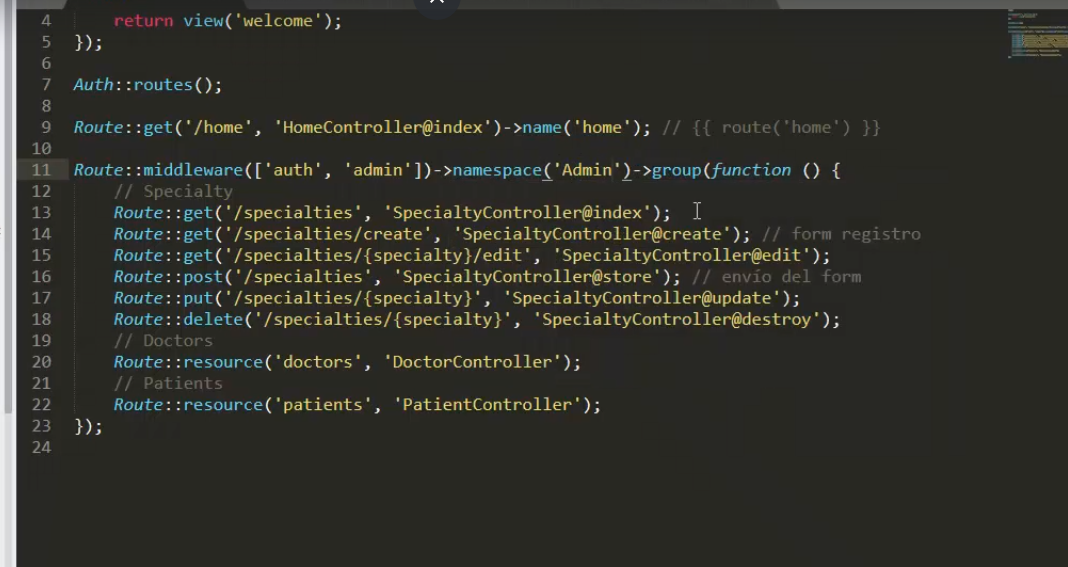 4 return view('welcome');
5 });
6
7 Auth::routes();
8
9 Route::get('/home', 'HomeController@index')->name('home'); // {{ route('home') }}
10
11 Route::middleware(['auth', 'admin'])->namespace('Admin')->group(function () {
12 // Specialty
13 Route::get('/specialties', 'SpecialtyController@index');
14 Route::get('/specialties/create', 'SpecialtyController@create'); // form registro
15 Route::get('/specialties/{specialty}/edit', 'SpecialtyController@edit');
16 Route::post('/specialties', 'SpecialtyController@store'); // envío del form
17 Route::put('/specialties/{specialty}', 'SpecialtyController@update');
18 Route::delete('/specialties/{specialty}', 'SpecialtyController@destroy');
19 // Doctors
20 Route::resource('doctors', 'DoctorController');
21 // Patients
22 Route::resource('patients', 'PatientController');
23 });
24